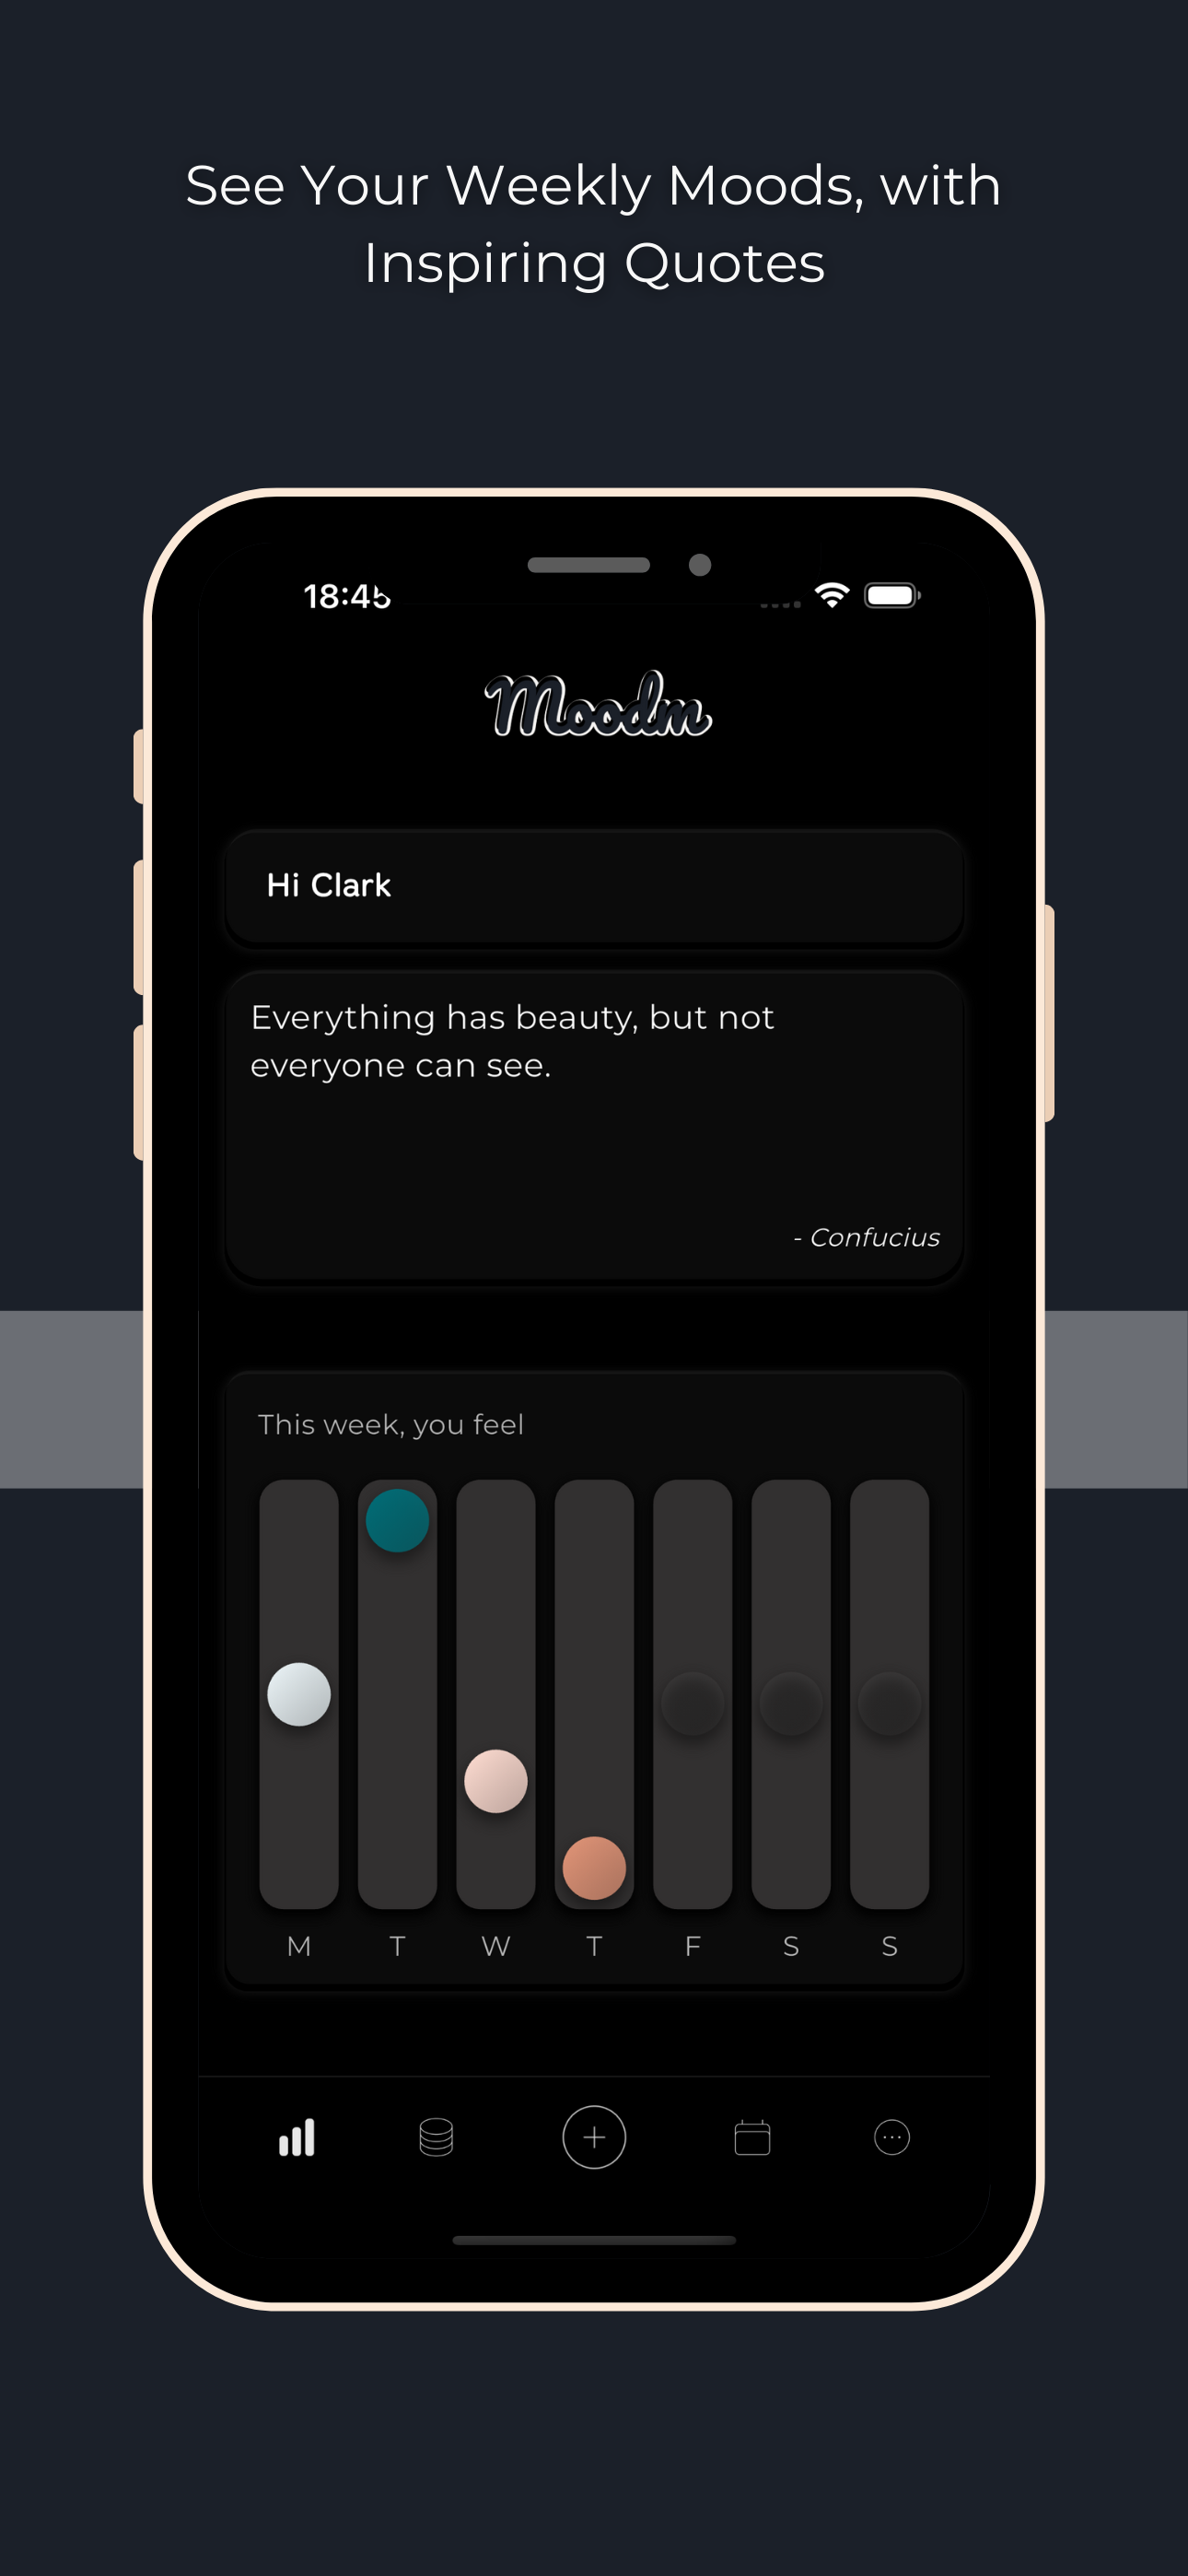 See Your Weekly Moods, with
Inspiring Quotes
18:45
Moodm
Hi Clark
Everything has beauty, but not
everyone can see.
- Confucius
This week, you feel
M T W T F S S